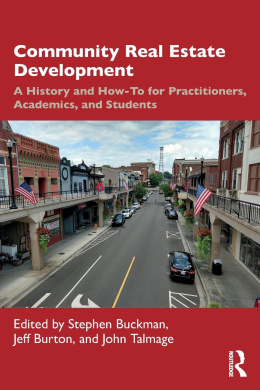 Community Real Estate
Development
A History and How-To for Practitioners,
Academics, and Students
Edited by Stephen Buckman,
Jeff Burton, and John Talmage
ROUTLEDGE
R